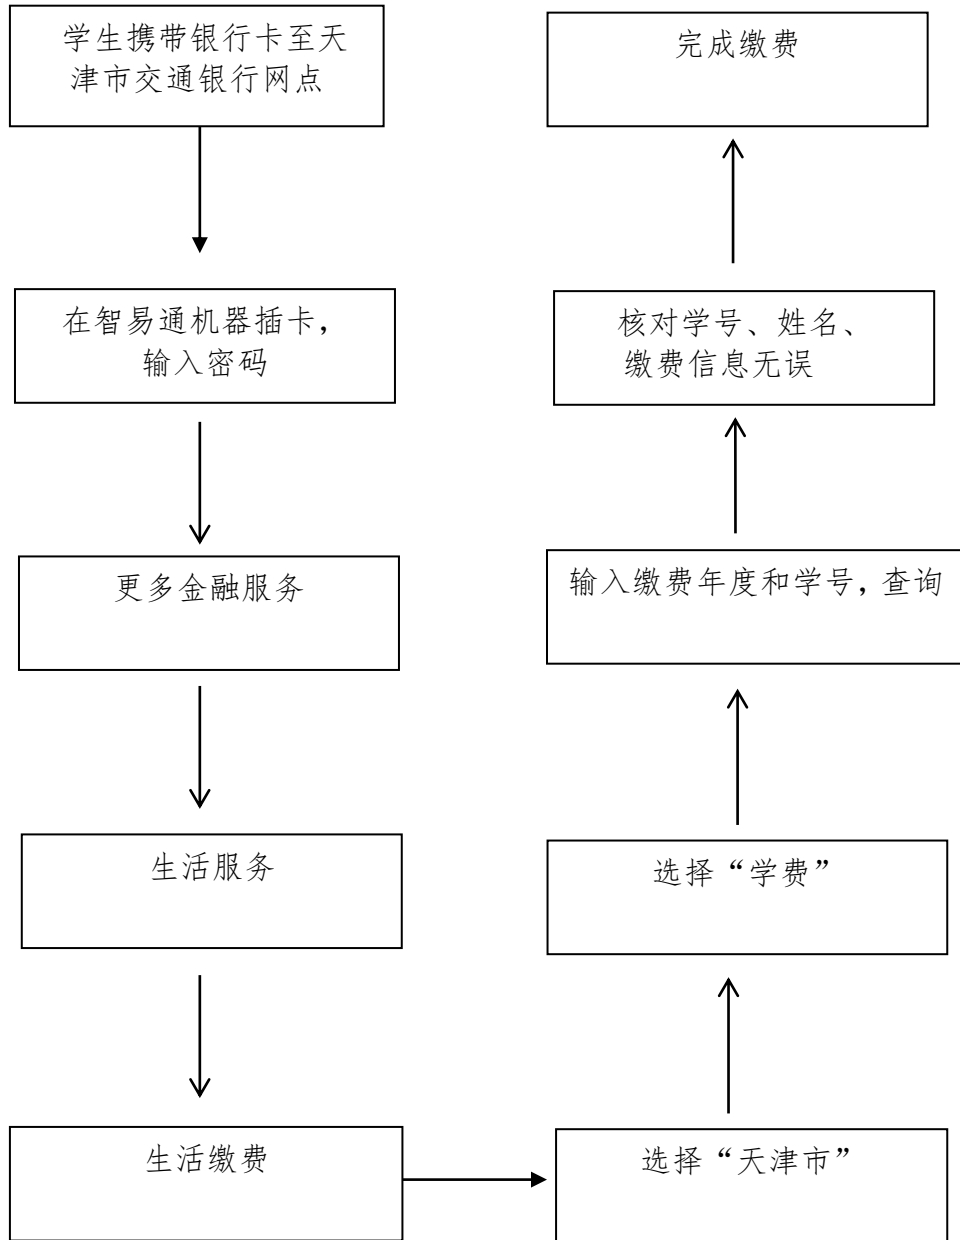 学生携带银行卡至天
津市交通银行网点
在智易通机器插卡，
输入密码
更多金融服务
生活服务
生活缴费
选择“天津市”
选择“学费”
输入缴费年度和学号，查询
核对学号、姓名、
缴费信息无误
完成缴费